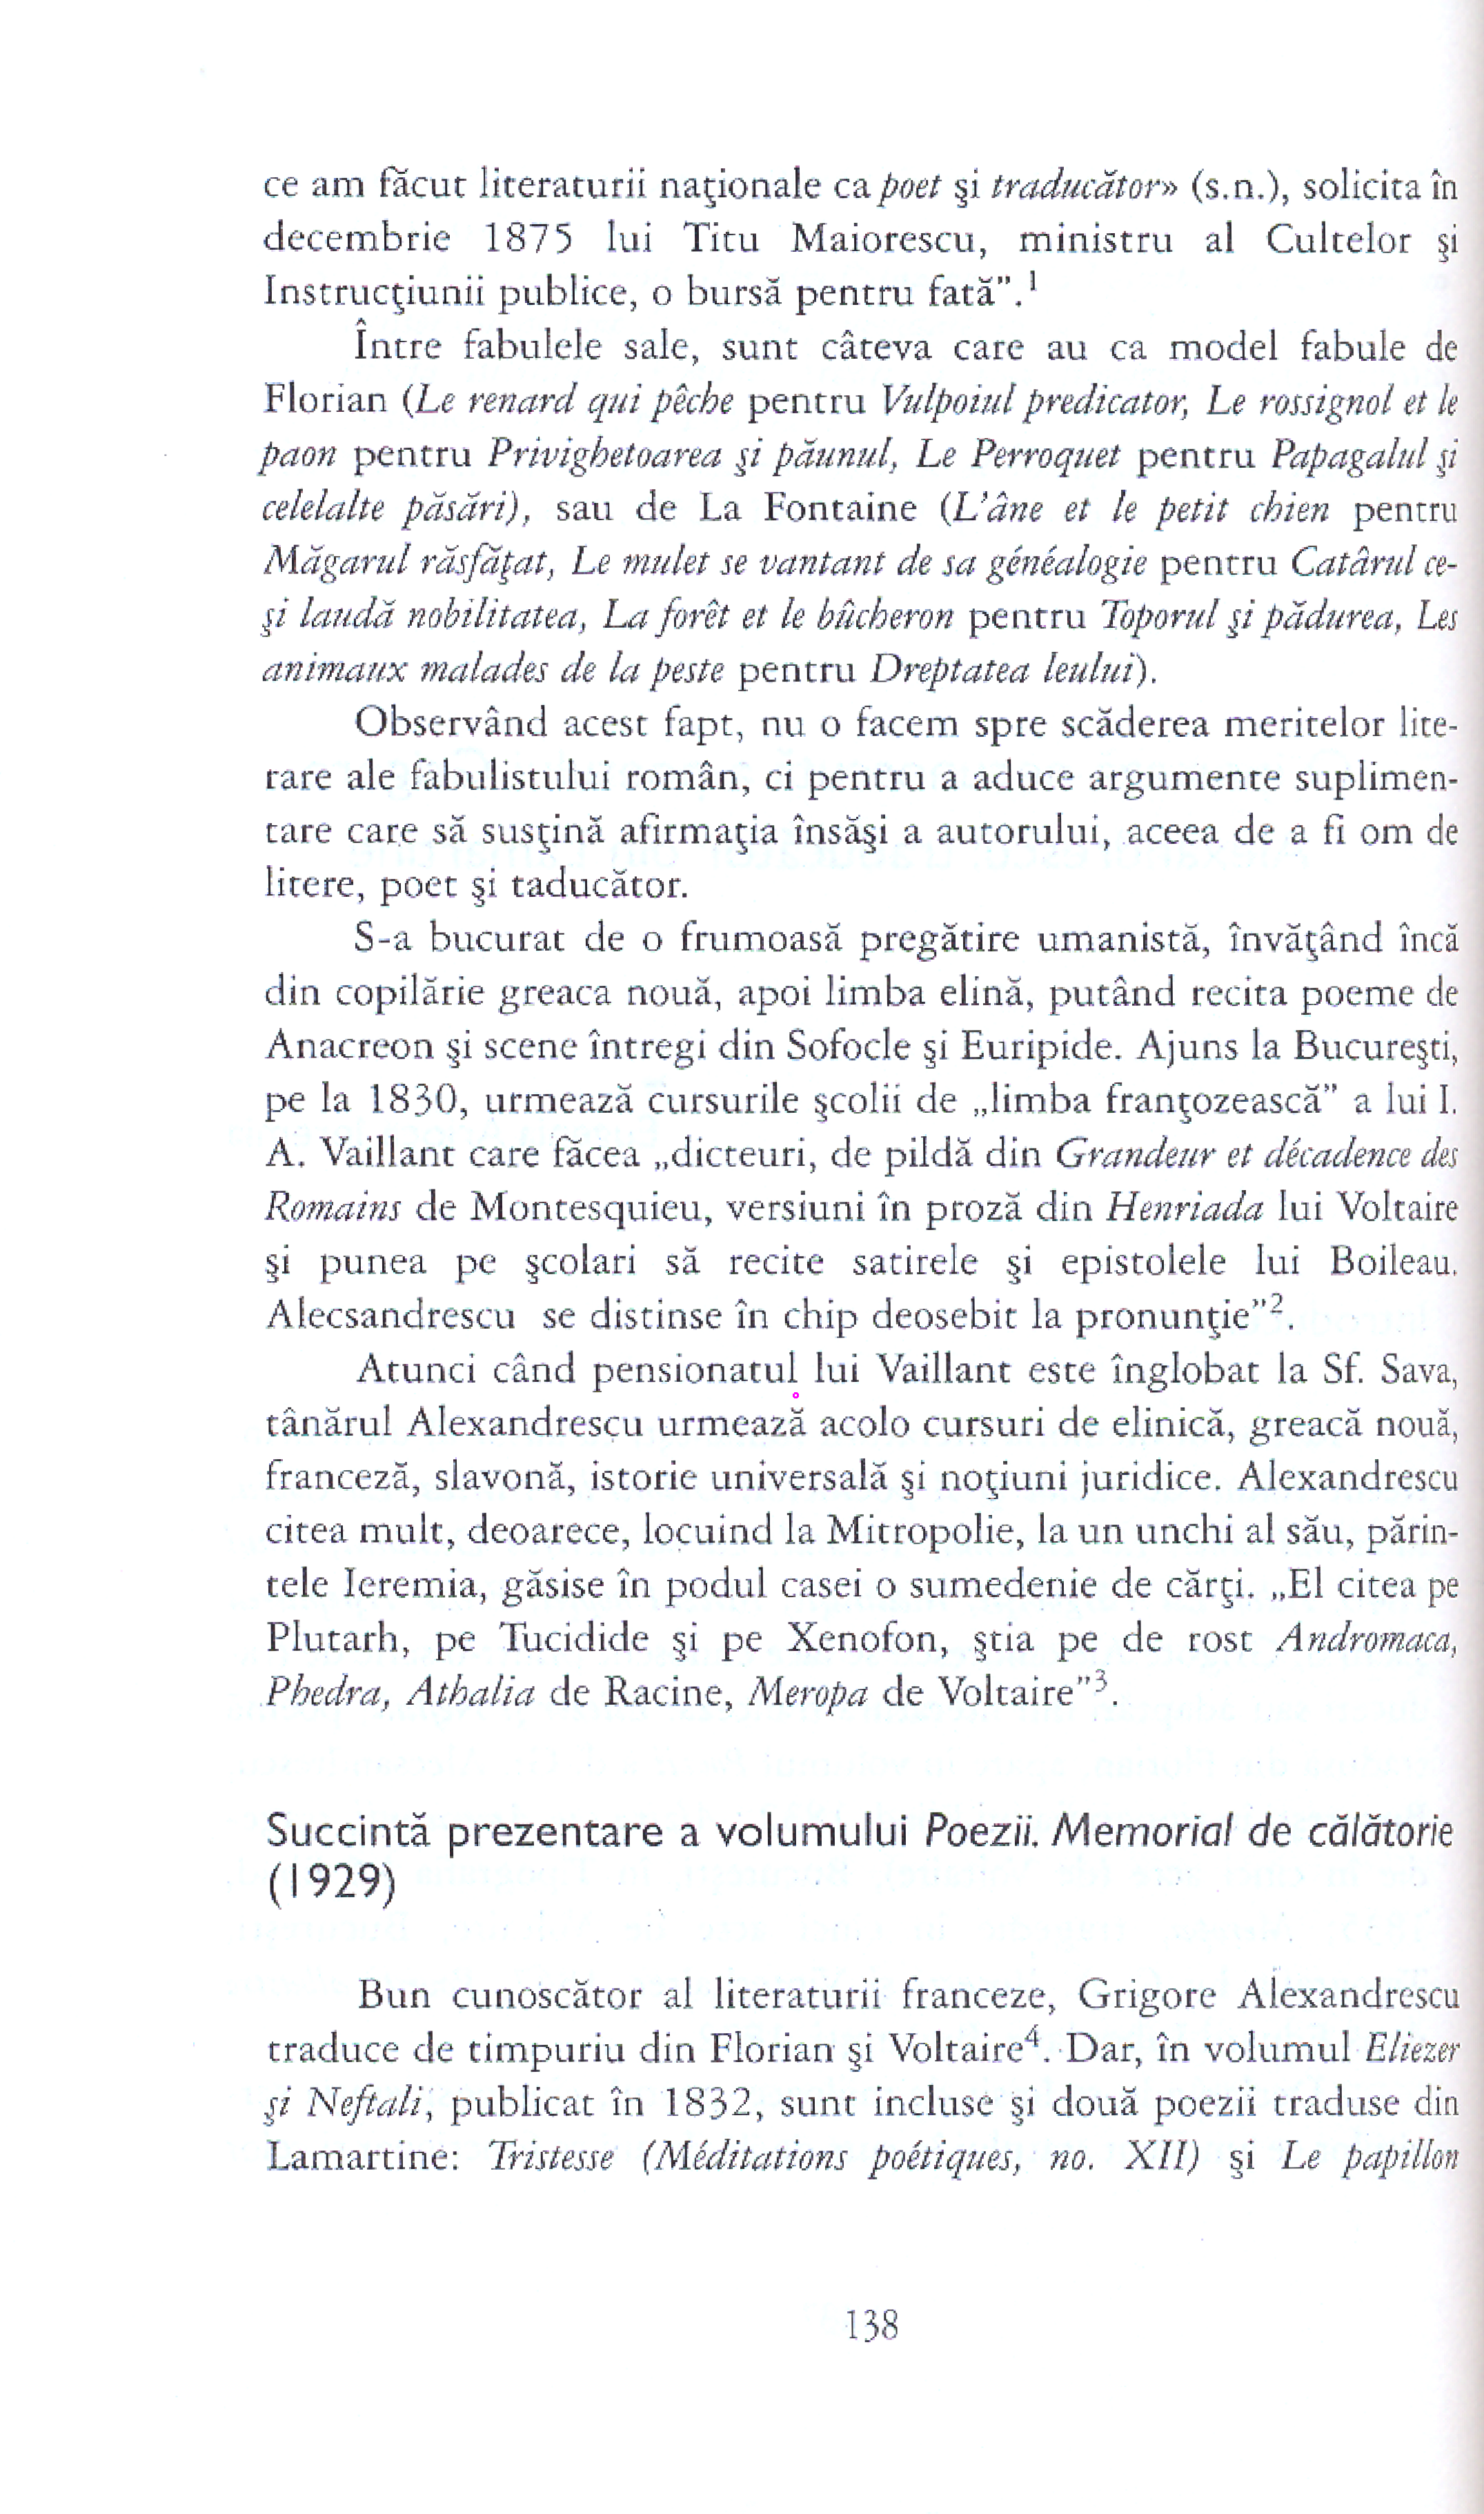 ce am făcut literaturii naţionale ca poet şi traducător» (s.n.), solicita în
decembrie 1875 lui Titu Maiorescu, ministru al Cultelor şi
Instrucţiunii publice, o bursă pentru fată”.¹
Între fabulele sale, sunt câteva care au ca model fabule de
Florian (Le renard qui pêche pentru Vulpoiul predicator, Le rossignol et le
paon pentru Privighetoarea şi păunul, Le Perroquet pentru Papagalul şi
celelalte păsări), sau de La Fontaine (L’âne et le petit chien pentru
Măgarul răsfăţat, Le mulet se vantant de sa généalogie pentru Catârul ce-
şi laudă nobilitatea, La forêt et le bûcheron pentru Toporul şi pădurea, Les
animaux malades de la peste pentru Dreptatea leului).
Observând acest fapt, nu o facem spre scăderea meritelor lite-
rare ale fabulistului român, ci pentru a aduce argumente suplimen-
tare care să susţină afirmaţia însăşi a autorului, aceea de a fi om de
litere, poet şi taducător.
S-a bucurat de o frumoasă pregătire umanistă, învăţând încă
din copilărie greaca nouă, apoi limba elină, putând recita poeme de
Anacreon şi scene întregi din Sofocle şi Euripide. Ajuns la Bucureşti,
pe la 1830, urmează cursurile şcolii de „limba franţozească” a lui I.
A. Vaillant care făcea „dicteuri, de pildă din Grandeur et décadence des
Romains de Montesquieu, versiuni în proză din Henriada lui Voltaire
şi punea pe şcolari să recite satirele şi epistolele lui Boileau.
Alecsandrescu se distinse în chip deosebit la pronunţie”².
Atunci când pensionatul lui Vaillant este înglobat la Sf. Sava,
tânărul Alexandrescu urmează acolo cursuri de elinică, greacă nouă,
franceză, slavonă, istorie universală şi noţiuni juridice. Alexandrescu
citea mult, deoarece, locuind la Mitropolie, la un unchi al său, părin-
tele Ieremia, găsise în podul casei o sumedenie de cărţi. „El citea pe
Plutarh, pe Tucidide şi pe Xenofon, ştia pe de rost Andromaca,
Phedra, Athalia de Racine, Meropa de Voltaire”³.
Succintă prezentare a volumului Poezii. Memorial de călătorie
(1929)
Bun cunoscător al literaturii franceze, Grigore Alexandrescu
traduce de timpuriu din Florian şi Voltaire⁴. Dar, în volumul Eliezer
şi Neftali, publicat în 1832, sunt incluse şi două poezii traduse din
Lamartine: Tristesse (Méditations poétiques, no. XII) şi Le papillon
138